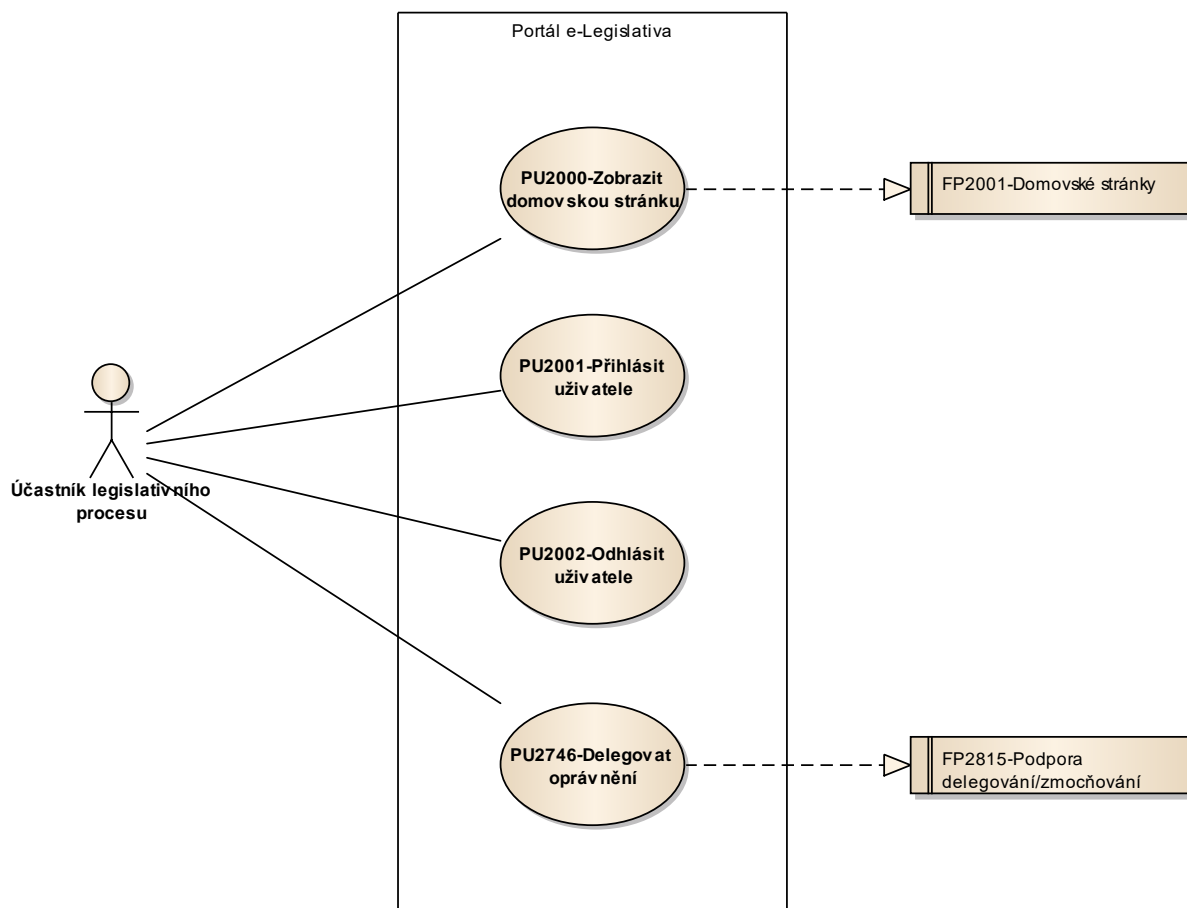 Portál e-Legislativa
PU2000-Zobrazit
domovskou stránku
FP2001-Domovské stránky
PU2001-Přihlásit
uživatele
Účastník legislativního
procesu
PU2002-Odhlásit
uživatele
PU2746-Delegovat
oprávnění
FP2815-Podpora
delegování/zmocňování